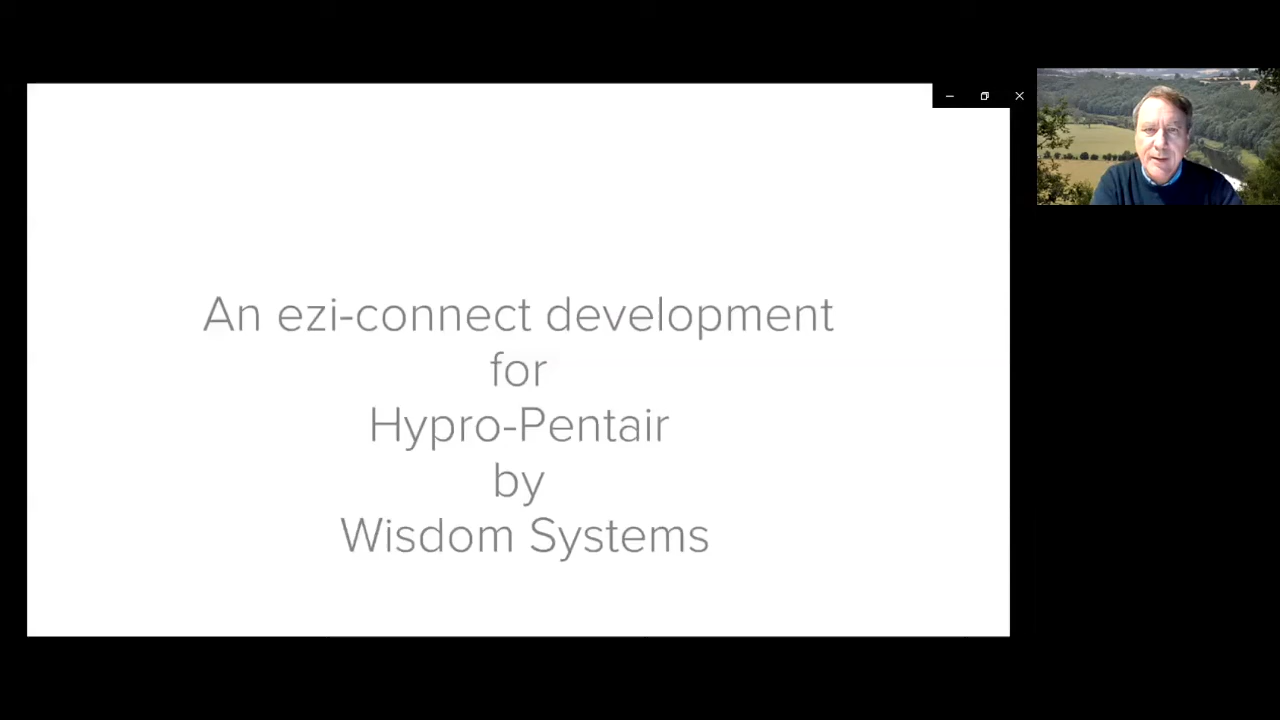 An ezi-connect development
for
Hypro-Pentair
by
Wisdom Systems